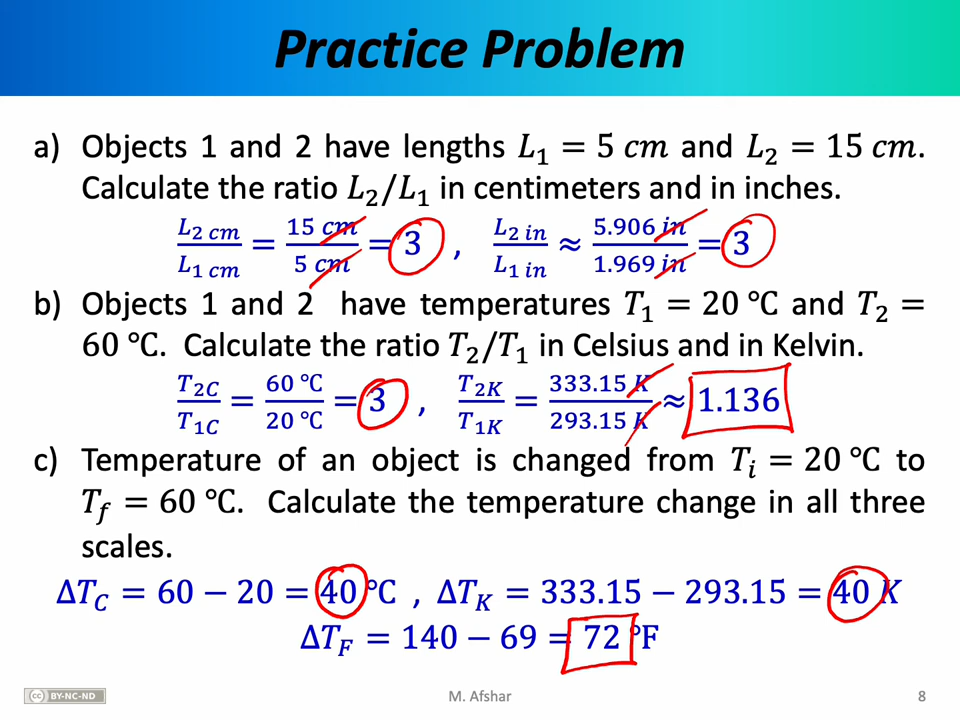 Practice Problem
a) Objects 1 and 2 have lengths L₁ = 5 cm and L₂ = 15 cm.
Calculate the ratio L₂/L₁ in centimeters and in inches.
L₂ cm / L₁ cm = 15 cm / 5 cm = 3 , L₂ in / L₁ in ≈ 5.906 in / 1.969 in = 3
b) Objects 1 and 2 have temperatures T₁ = 20 ℃ and T₂ =
60 ℃. Calculate the ratio T₂/T₁ in Celsius and in Kelvin.
T₂C / T₁C = 60 ℃ / 20 ℃ = 3 , T₂K / T₁K = 333.15 K / 293.15 K ≈ 1.136
c) Temperature of an object is changed from Tᵢ = 20 ℃ to
T_f = 60 ℃. Calculate the temperature change in all three
scales.
ΔT_C = 60 − 20 = 40 ℃ , ΔT_K = 333.15 − 293.15 = 40 K
ΔT_F = 140 − 69 = 72 ℉
cc BY-NC-ND M. Afshar 8